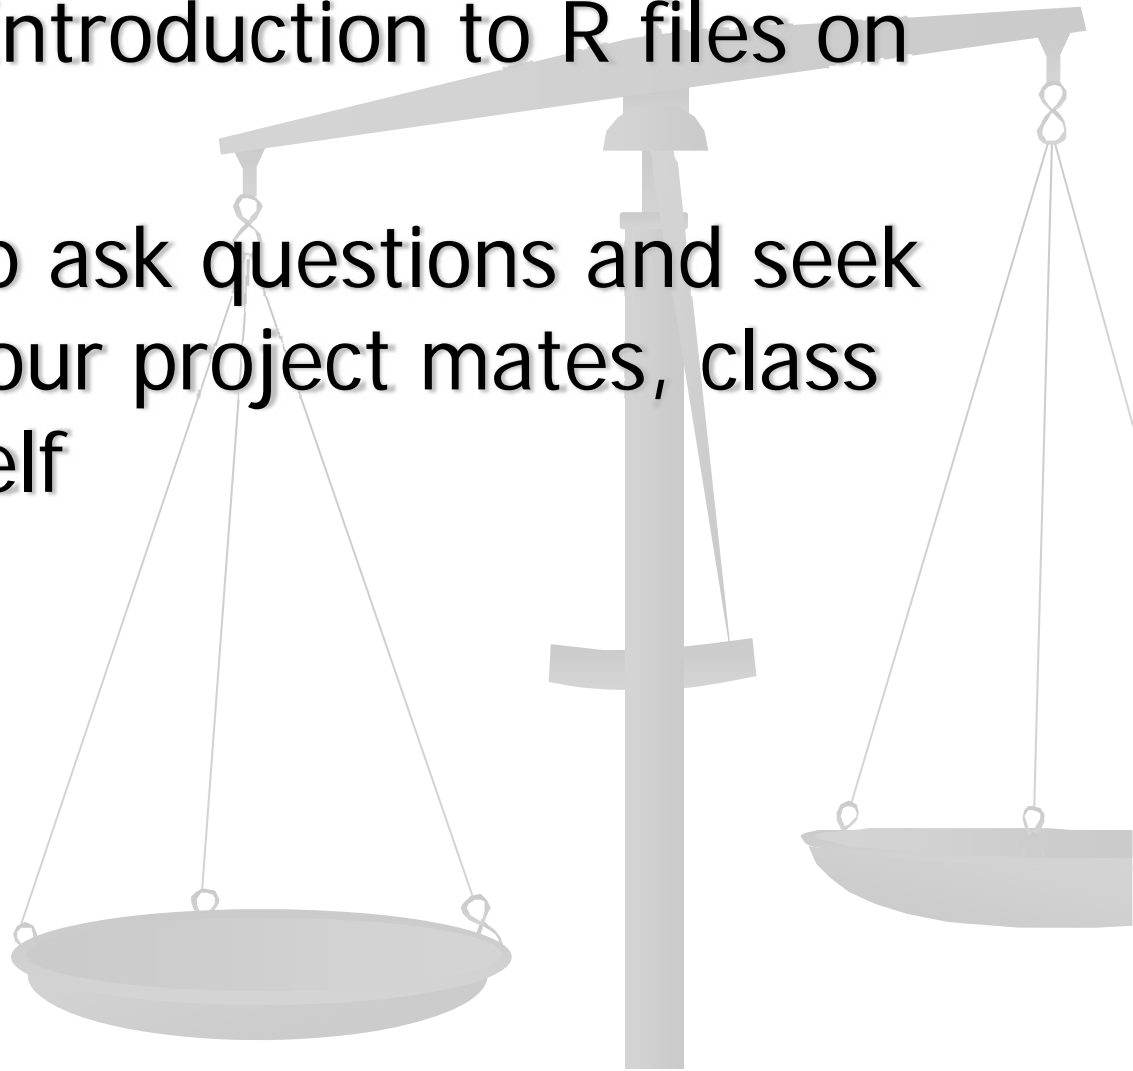 ntroduction to R files on
ask questions and seek
our project mates, class
elf